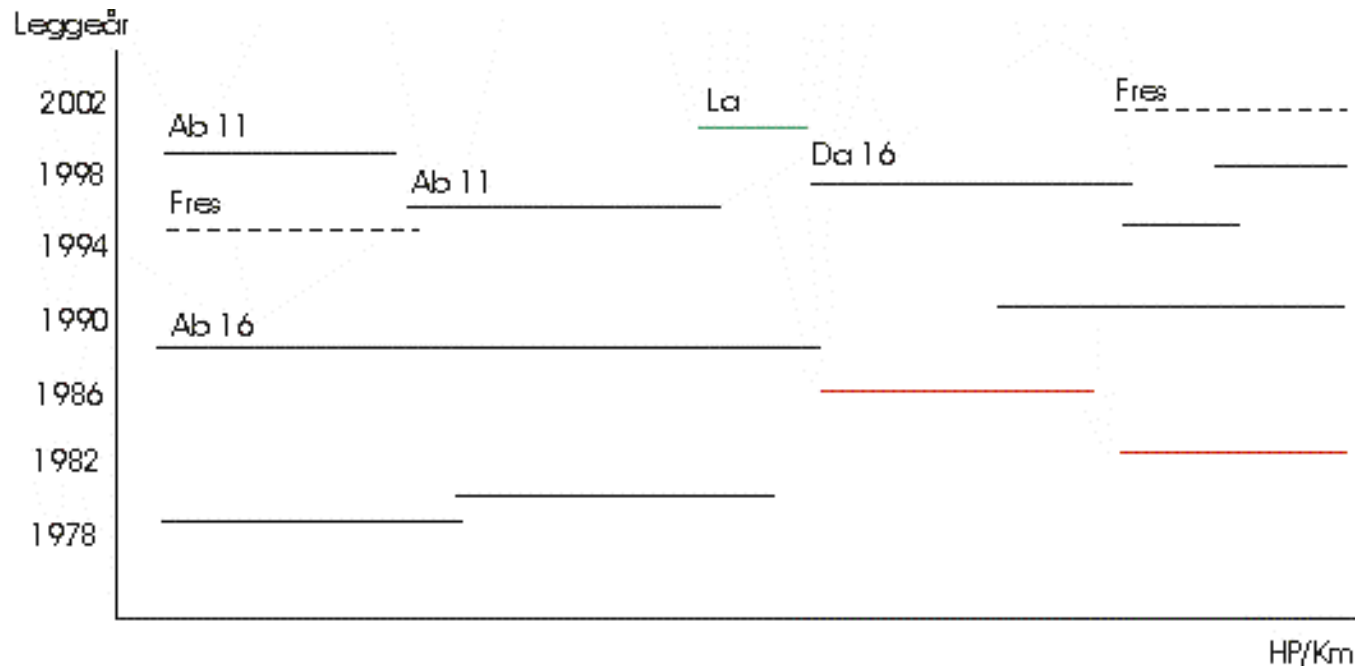 Leggeår
2002
Fres
La
Ab 11
Da 16
1998
Ab 11
Fres
1994
1990
Ab 16
1986
1982
1978
HP/Km